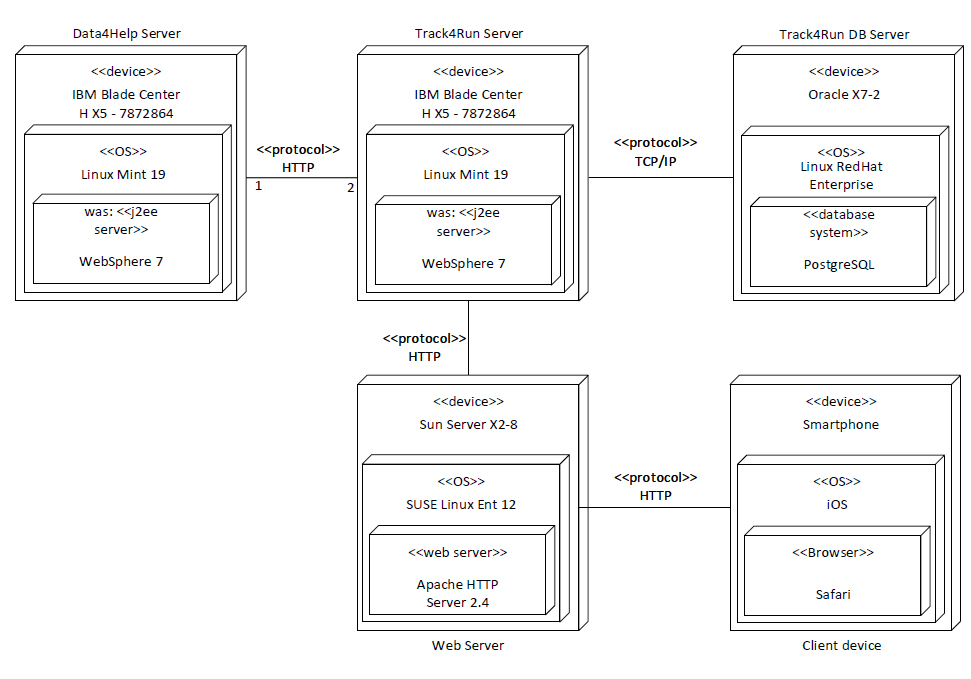 Data4Help Server
<<device>>
IBM Blade Center
H X5 - 7872864
<<OS>>
Linux Mint 19
was: <<j2ee
server>>
WebSphere 7
<<protocol>>
HTTP
1
2
Track4Run Server
<<device>>
IBM Blade Center
H X5 - 7872864
<<OS>>
Linux Mint 19
was: <<j2ee
server>>
WebSphere 7
<<protocol>>
TCP/IP
Track4Run DB Server
<<device>>
Oracle X7-2
<<OS>>
Linux RedHat
Enterprise
<<database
system>>
PostgreSQL
<<protocol>>
HTTP
<<device>>
Sun Server X2-8
<<OS>>
SUSE Linux Ent 12
<<web server>>
Apache HTTP
Server 2.4
Web Server
<<protocol>>
HTTP
<<device>>
Smartphone
<<OS>>
iOS
<<Browser>>
Safari
Client device